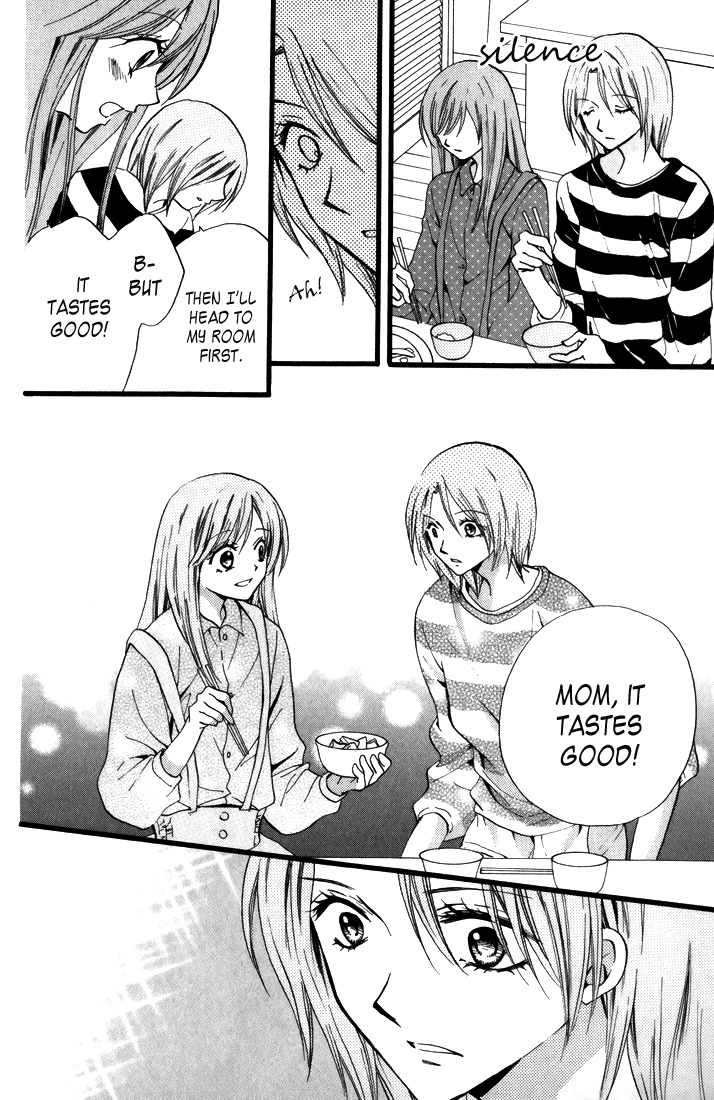 silence
Ah!
THEN I'LL
HEAD TO
MY ROOM
FIRST.
B-
BUT
IT
TASTES
GOOD!
MOM, IT
TASTES
GOOD!